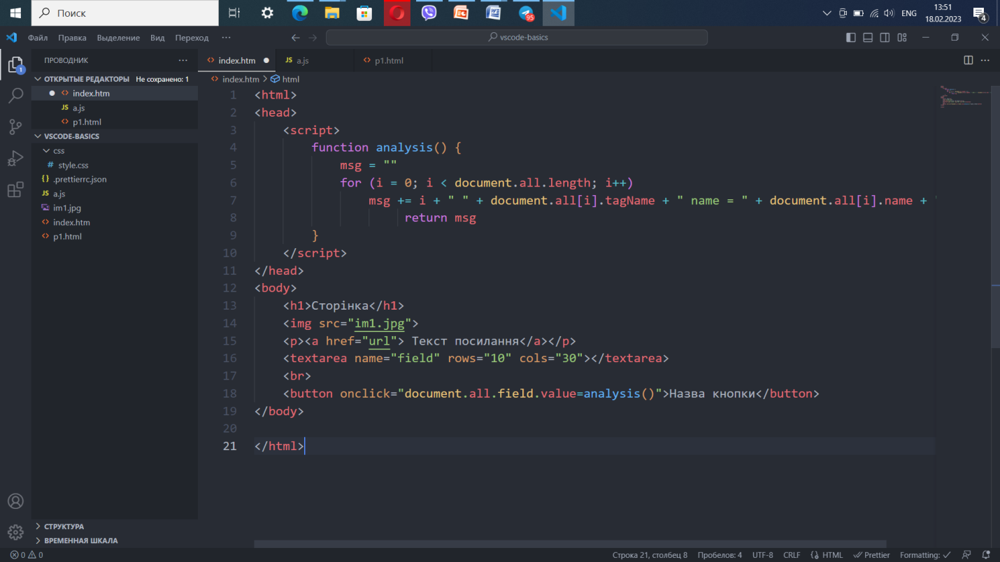 Поиск
95
ENG
13:51
18.02.2023
4
Файл Правка Выделение Вид Переход ···
vscode-basics
ПРОВОДНИК ···
index.htm
JS a.js
p1.html
1
ОТКРЫТЫЕ РЕДАКТОРЫ Не сохранено: 1
index.htm
JS a.js
p1.html
VSCODE-BASICS
css
# style.css
{} .prettierrc.json
JS a.js
im1.jpg
index.htm
p1.html
СТРУКТУРА
ВРЕМЕННАЯ ШКАЛА
index.htm > html
1 <html>
2 <head>
3 <script>
4 function analysis() {
5 msg = ""
6 for (i = 0; i < document.all.length; i++)
7 msg += i + " " + document.all[i].tagName + " name = " + document.all[i].name + "
8 return msg
9 }
10 </script>
11 </head>
12 <body>
13 <h1>Сторінка</h1>
14 <img src="im1.jpg">
15 <p><a href="url"> Текст посилання</a></p>
16 <textarea name="field" rows="10" cols="30"></textarea>
17 <br>
18 <button onclick="document.all.field.value=analysis()">Назва кнопки</button>
19 </body>
20
21 </html>
0 0
Строка 21, столбец 8 Пробелов: 4 UTF-8 CRLF {} HTML Prettier Formatting: